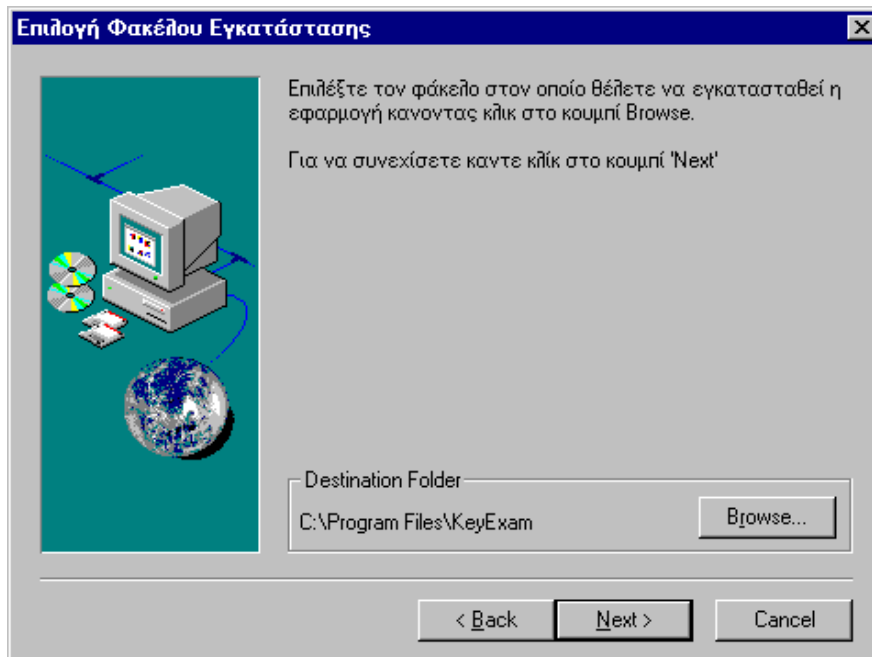 Επιλογή Φακέλου Εγκατάστασης
Επιλέξτε τον φάκελο στον οποίο θέλετε να εγκατασταθεί η
εφαρμογή κανοντας κλικ στο κουμπί Browse.
Για να συνεχίσετε καντε κλίκ στο κουμπί 'Next'
Destination Folder
C:\Program Files\KeyExam
Browse...
< Back
Next >
Cancel